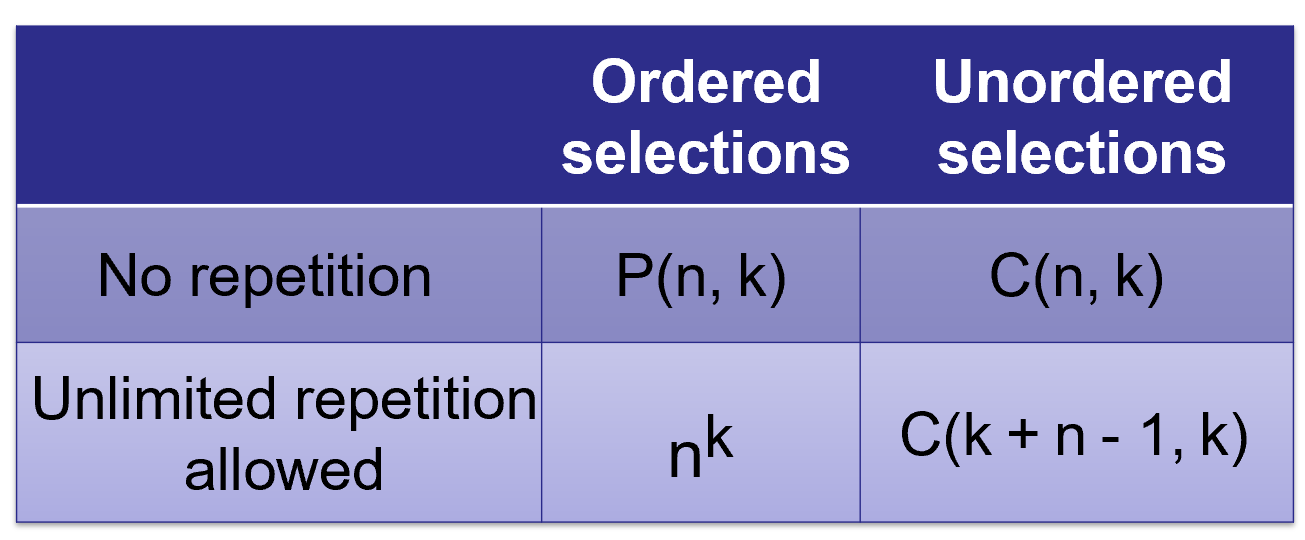 Ordered selections
Unordered selections
No repetition
P(n, k)
C(n, k)
Unlimited repetition allowed
n^k
C(k + n - 1, k)